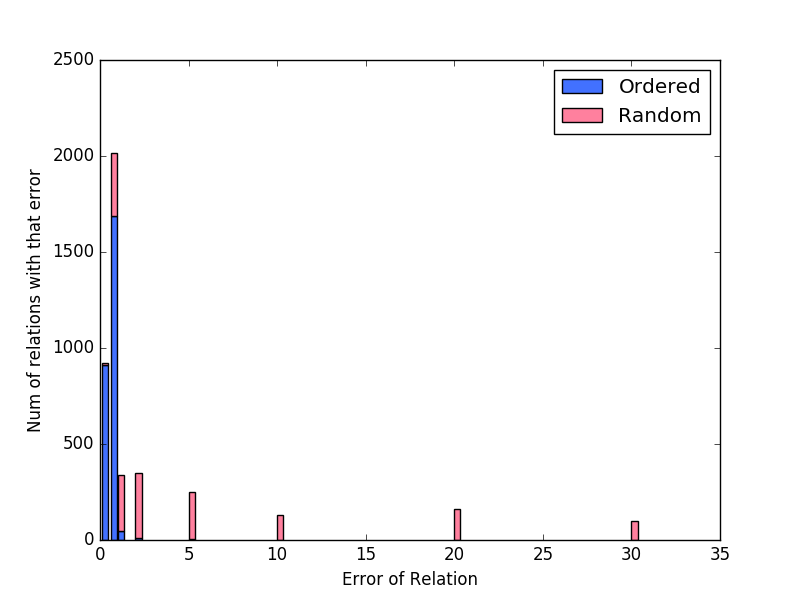 2500
2000
1500
1000
500
0
0 5 10 15 20 25 30 35
Num of relations with that error
Error of Relation
Ordered
Random